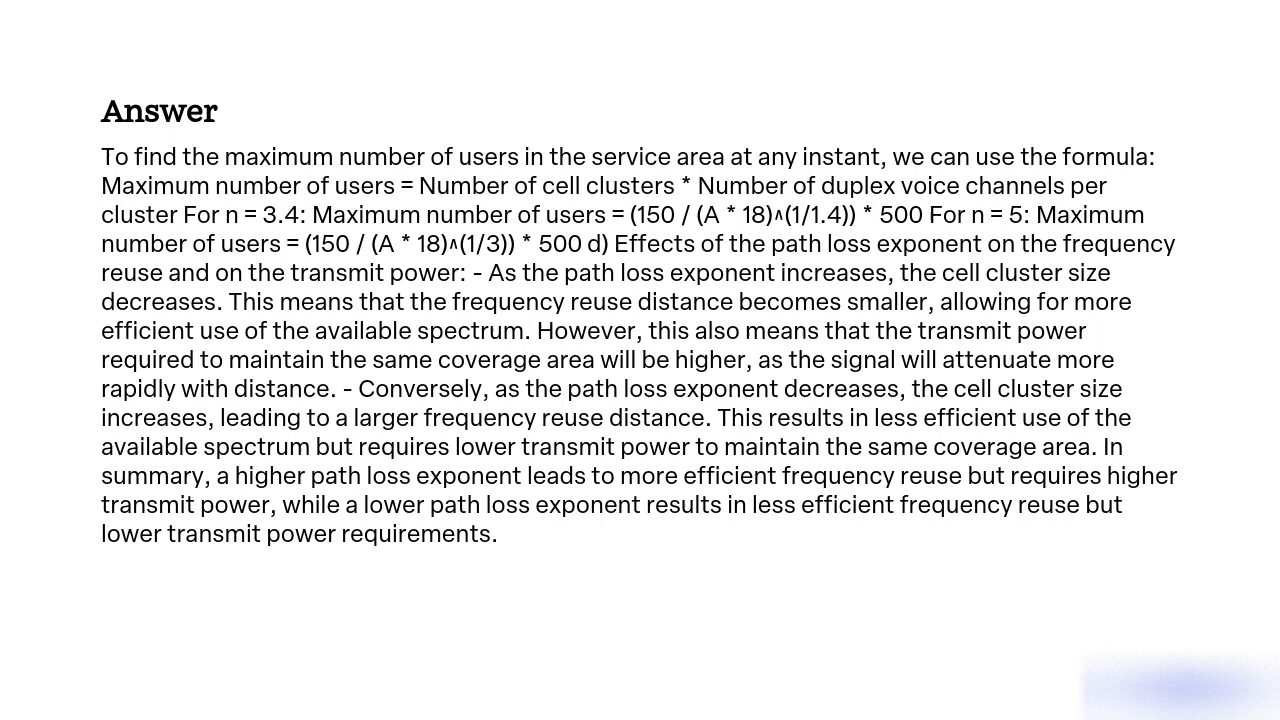 Answer
To find the maximum number of users in the service area at any instant, we can use the formula:
Maximum number of users = Number of cell clusters * Number of duplex voice channels per
cluster For n = 3.4: Maximum number of users = (150 / (A * 18)^(1/1.4)) * 500 For n = 5: Maximum
number of users = (150 / (A * 18)^(1/3)) * 500 d) Effects of the path loss exponent on the frequency
reuse and on the transmit power: - As the path loss exponent increases, the cell cluster size
decreases. This means that the frequency reuse distance becomes smaller, allowing for more
efficient use of the available spectrum. However, this also means that the transmit power
required to maintain the same coverage area will be higher, as the signal will attenuate more
rapidly with distance. - Conversely, as the path loss exponent decreases, the cell cluster size
increases, leading to a larger frequency reuse distance. This results in less efficient use of the
available spectrum but requires lower transmit power to maintain the same coverage area. In
summary, a higher path loss exponent leads to more efficient frequency reuse but requires higher
transmit power, while a lower path loss exponent results in less efficient frequency reuse but
lower transmit power requirements.